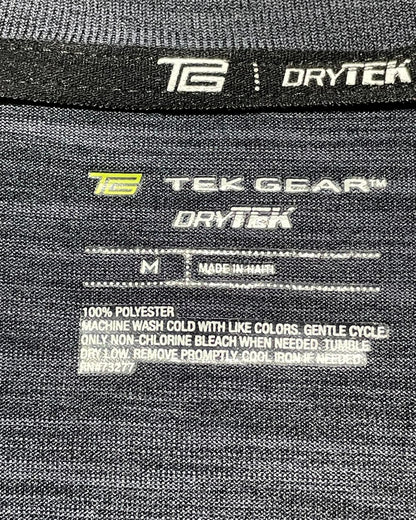 TG DRYTEK
TG TEK GEAR™
DRYTEK
M MADE IN HAITI
100% POLYESTER
MACHINE WASH COLD WITH LIKE COLORS. GENTLE CYCLE.
ONLY NON-CHLORINE BLEACH WHEN NEEDED. TUMBLE
DRY LOW. REMOVE PROMPTLY. COOL IRON IF NEEDED.
RN#73277